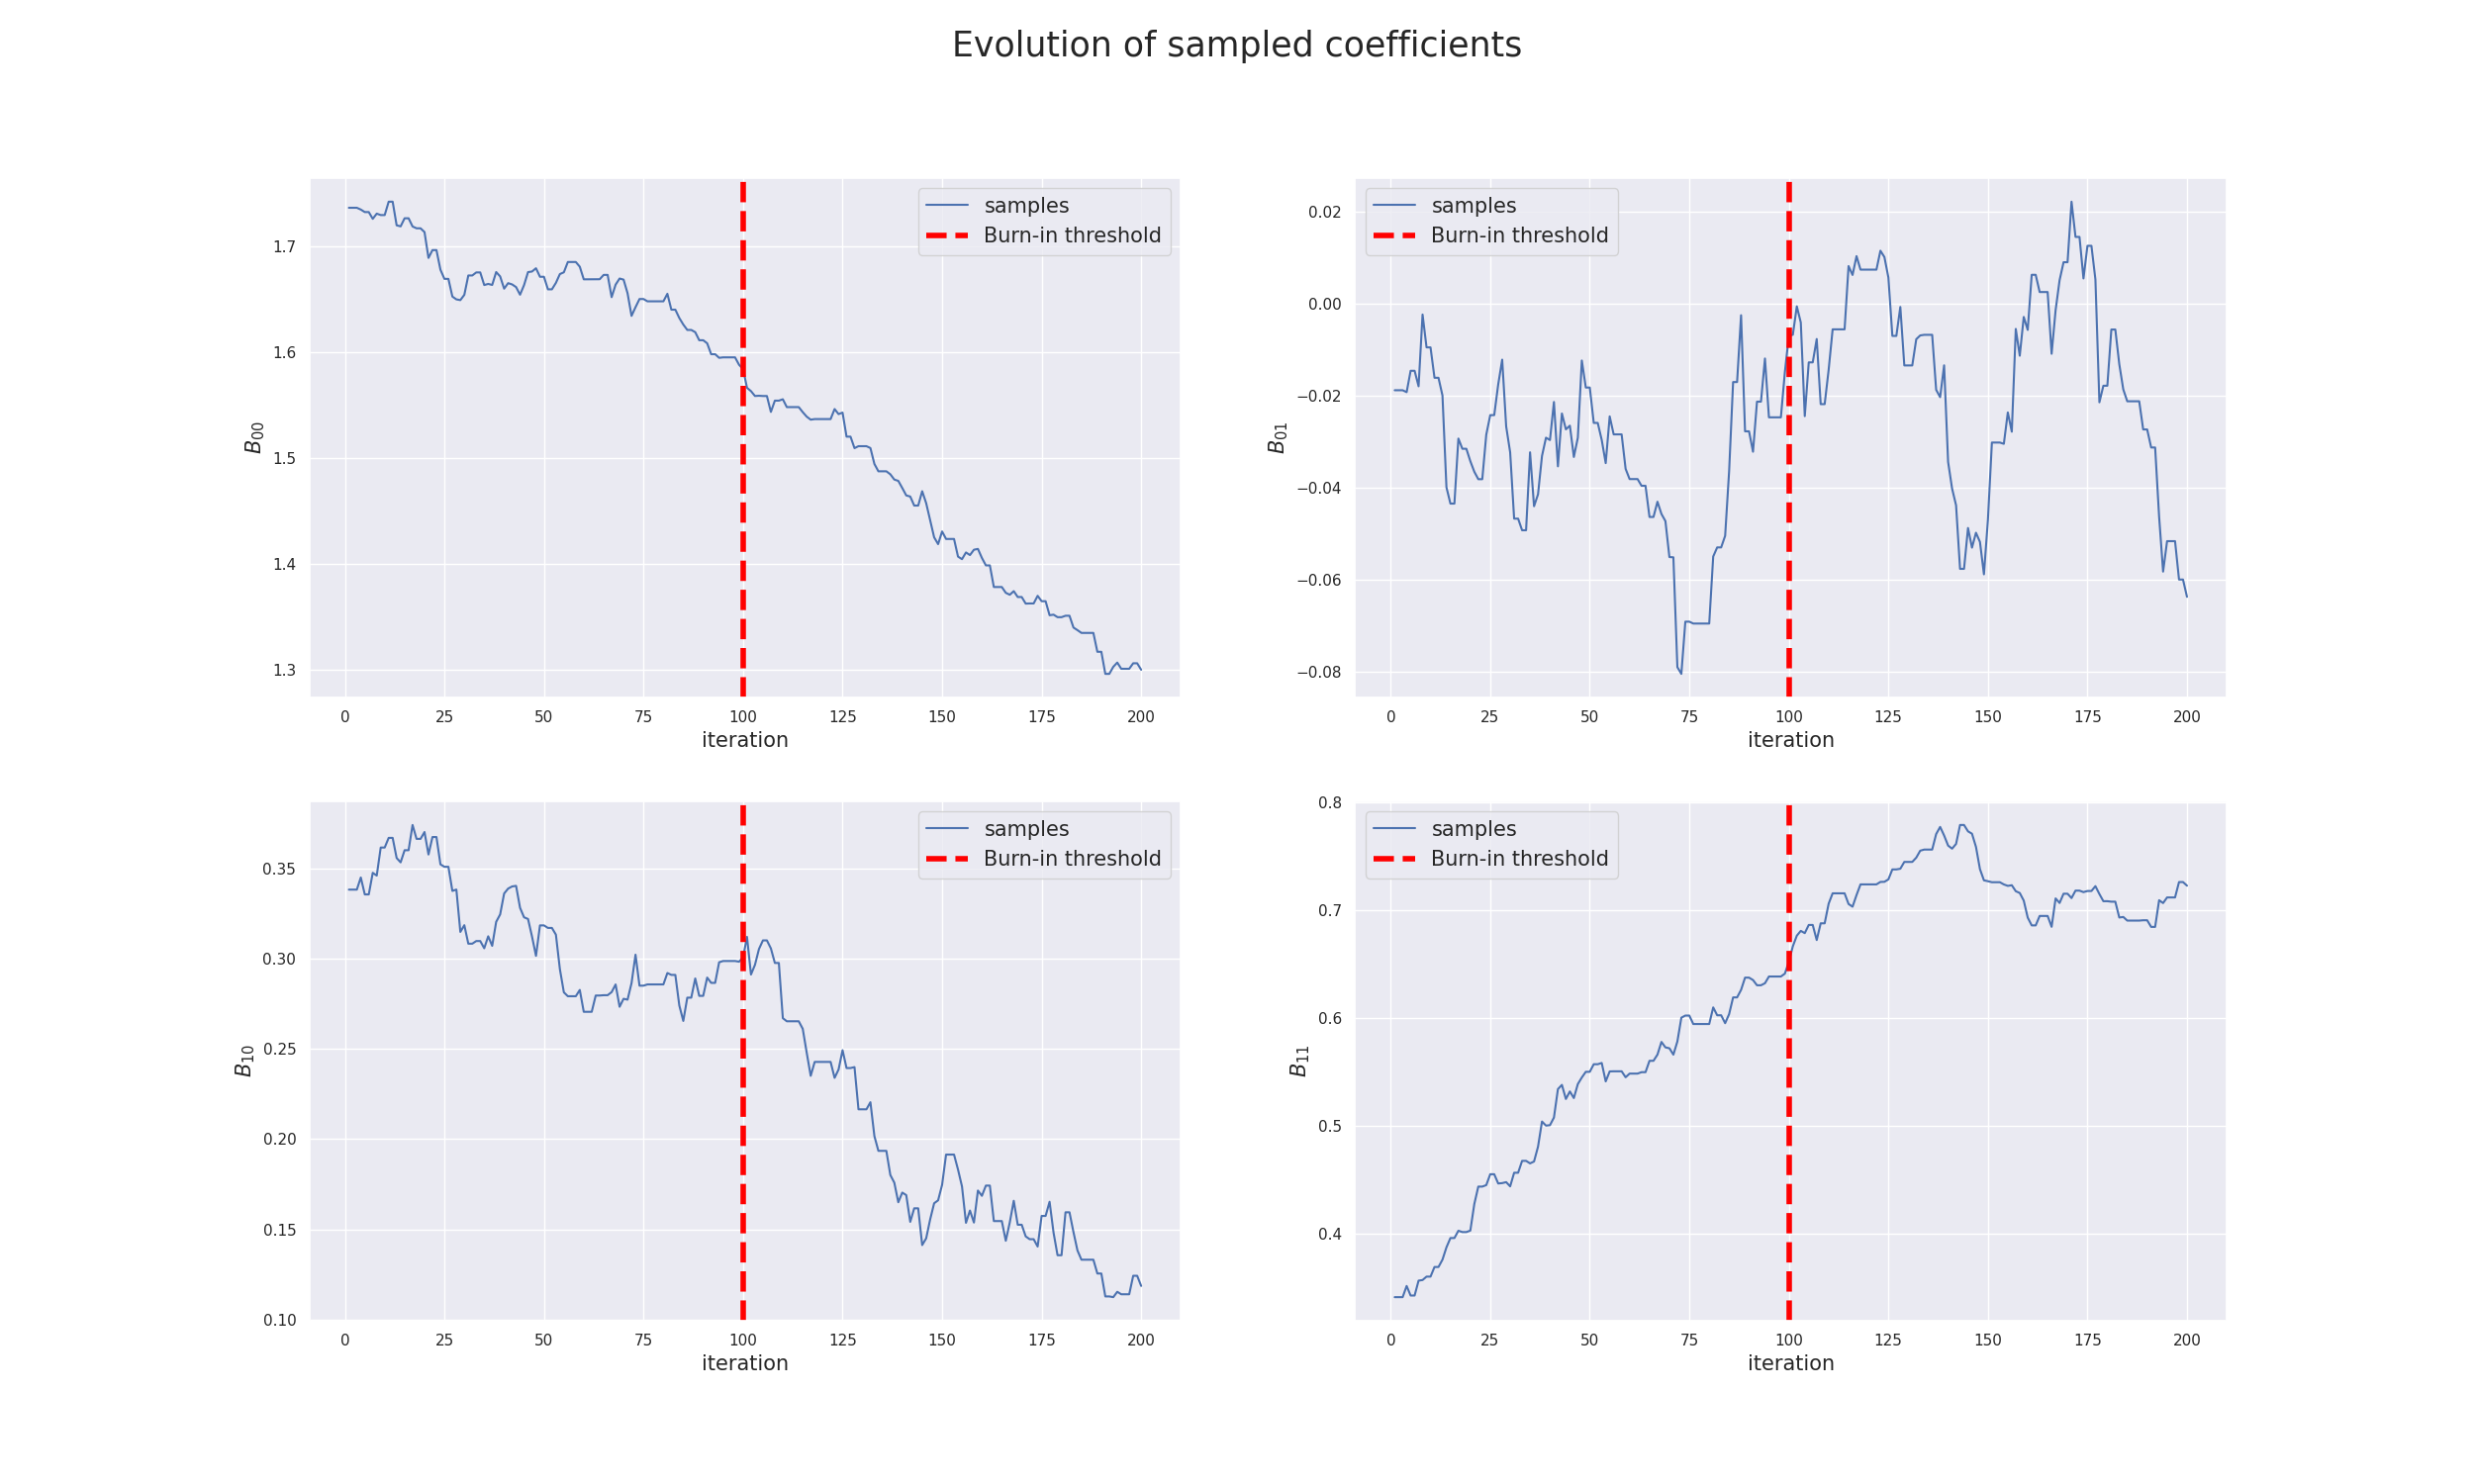 Evolution of sampled coefficients
samples
Burn-in threshold
1.7
1.6
1.5
1.4
1.3
B00
0 25 50 75 100 125 150 175 200
iteration
samples
Burn-in threshold
0.02
0.00
−0.02
−0.04
−0.06
−0.08
B01
0 25 50 75 100 125 150 175 200
iteration
samples
Burn-in threshold
0.35
0.30
0.25
0.20
0.15
0.10
B10
0 25 50 75 100 125 150 175 200
iteration
samples
Burn-in threshold
0.8
0.7
0.6
0.5
0.4
B11
0 25 50 75 100 125 150 175 200
iteration